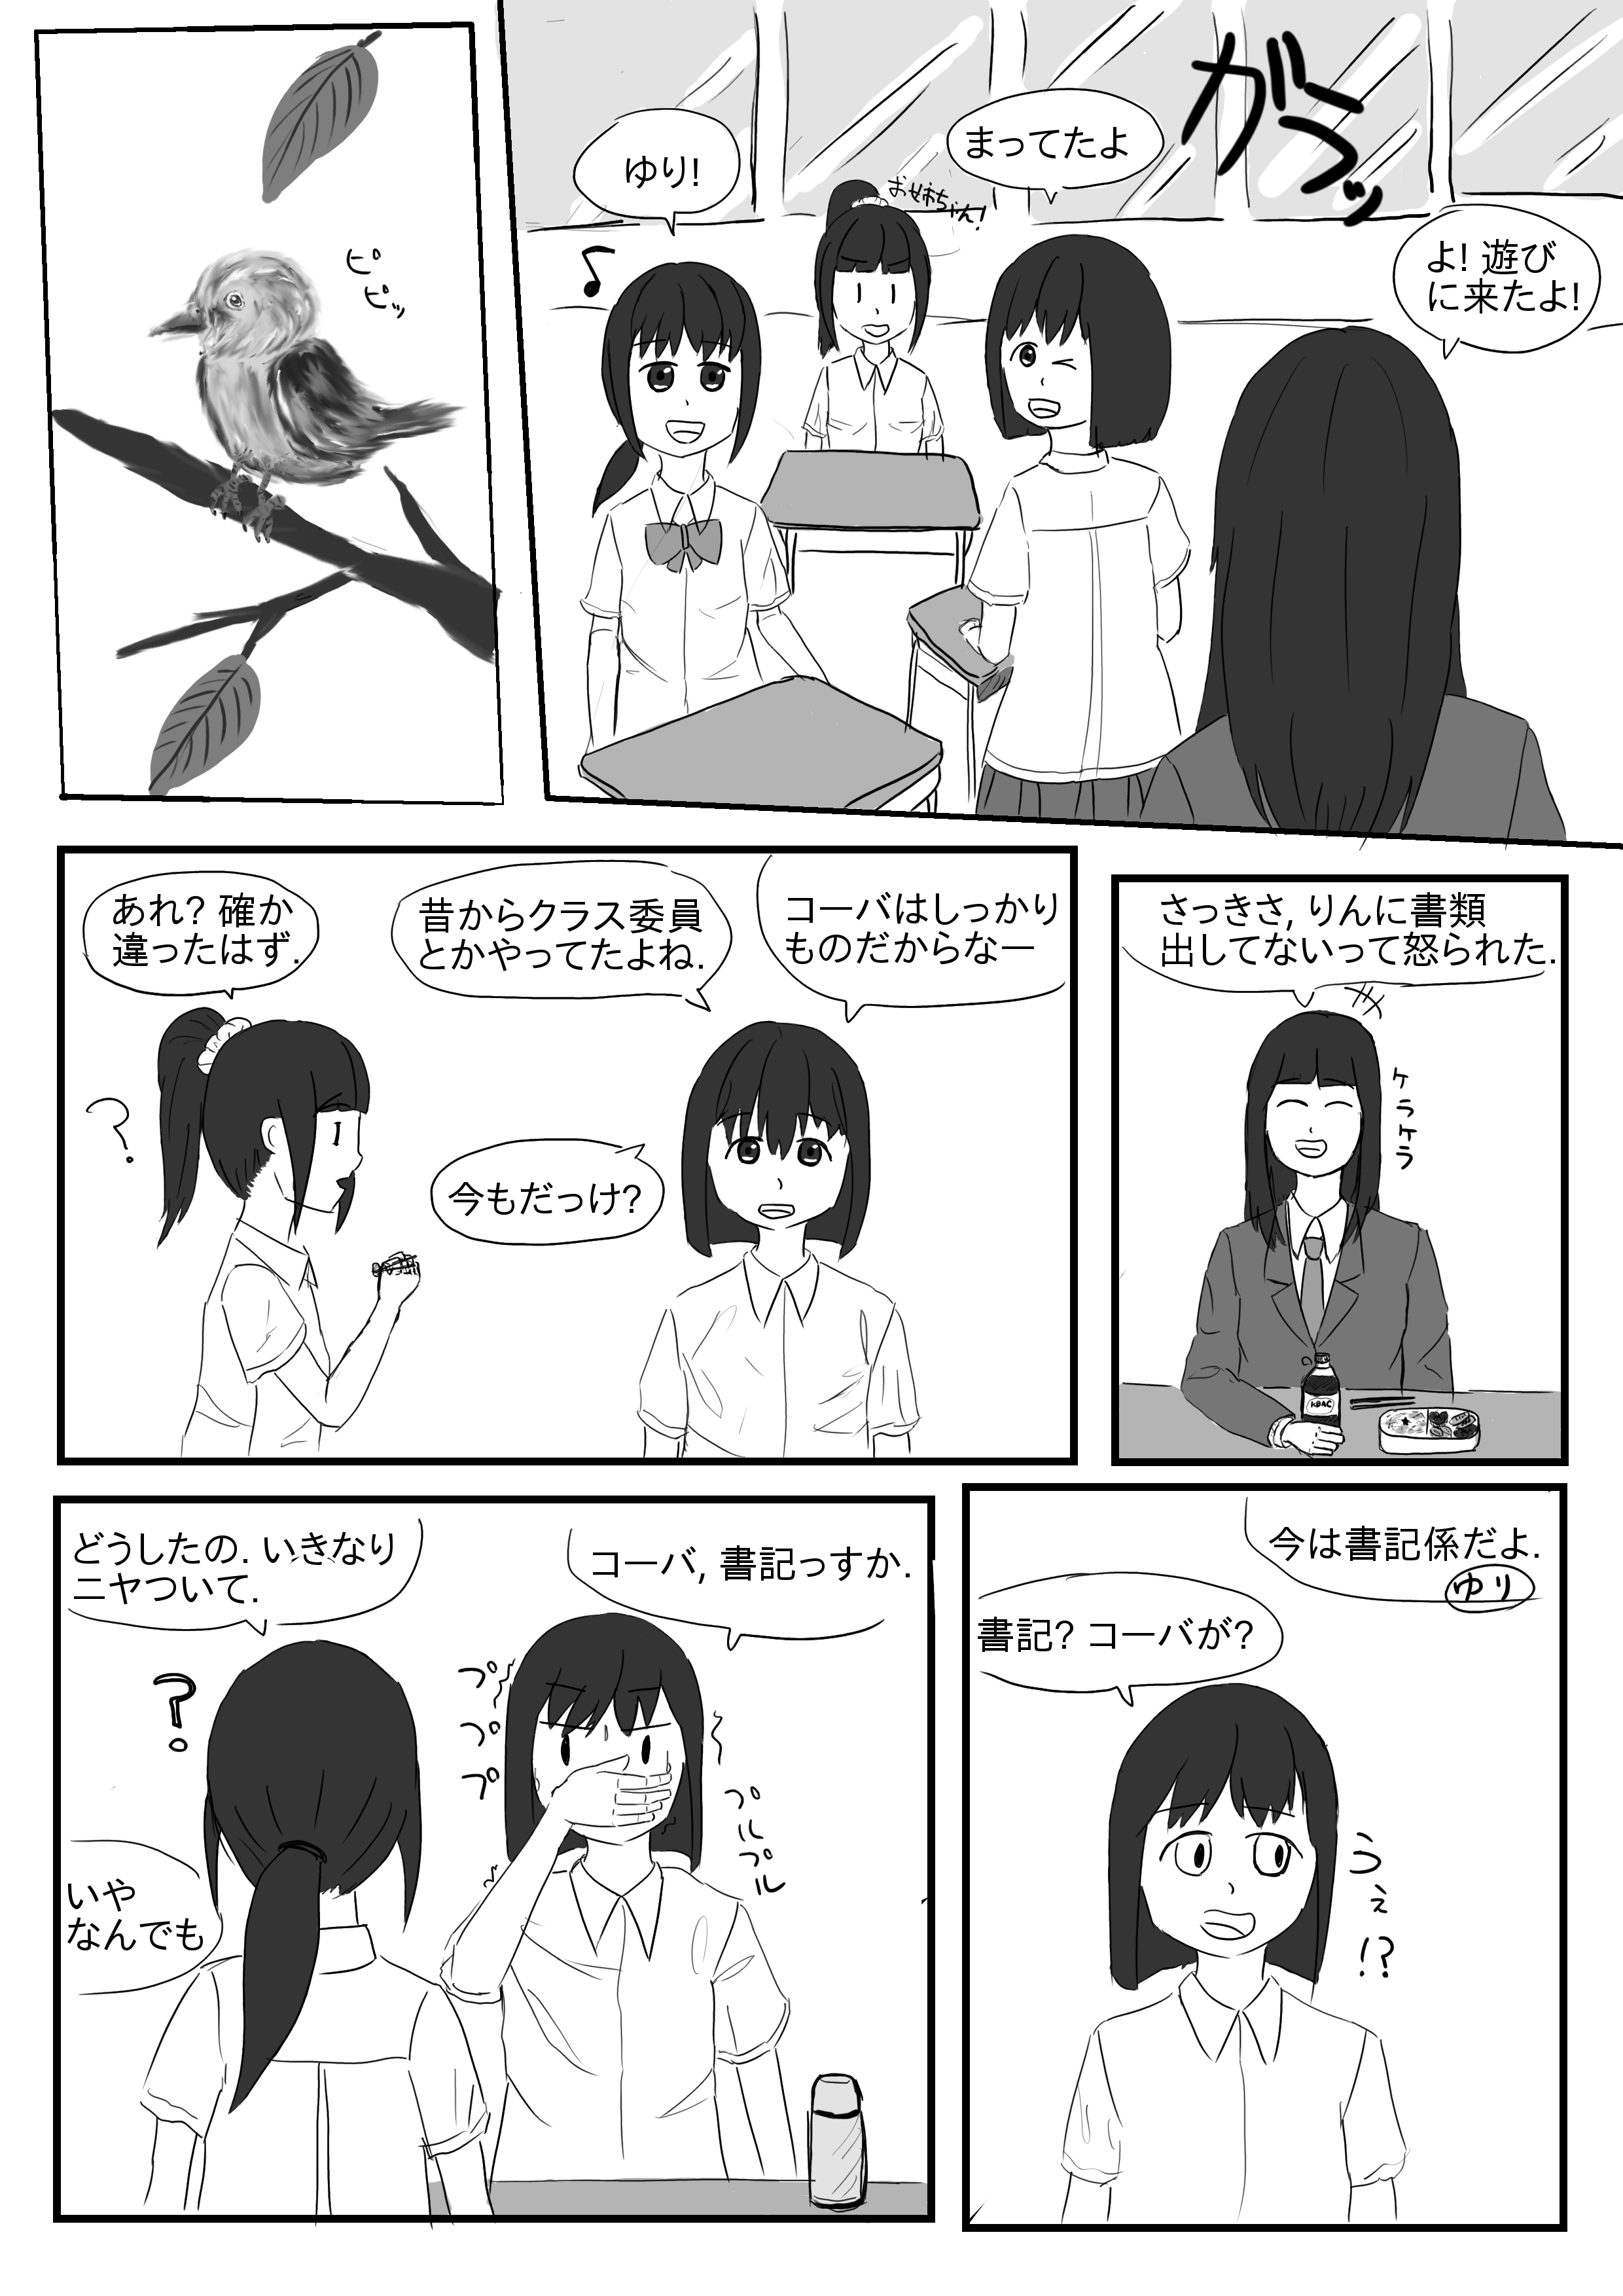 ガラッ
よ! 遊び
に来たよ!
まってたよ
おせぇちゃん!
ゆり!
ピ
ピッ
さっきさ, りんに書類
出してないって怒られた.
ケラケラ
KBAC
コーバはしっかり
ものだからなー
昔からクラス委員
とかやってたよね.
今もだっけ?
あれ? 確か
違ったはず.
?
今は書記係だよ.
ゆり
書記? コーバが?
うぇ!?
コーバ, 書記っすか.
ププププ
プルプル
どうしたの. いきなり
ニヤついて.
?
いや
なんでも